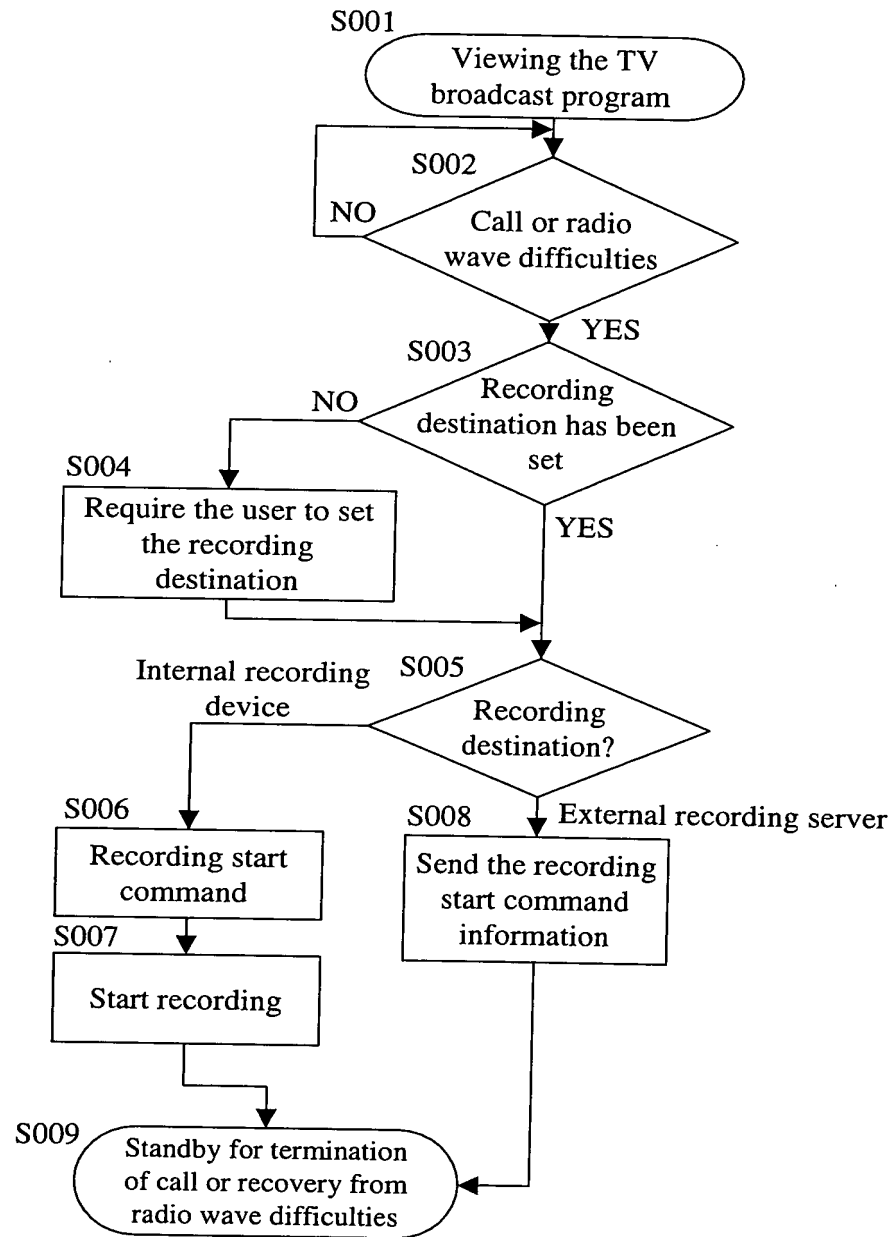 S001
Viewing the TV
broadcast program
S002
NO
Call or radio
wave difficulties
YES
S003
NO
Recording
destination has been
set
S004
Require the user to set
the recording
destination
YES
S005
Internal recording
device
Recording
destination?
S006
Recording start
command
S008
External recording server
Send the recording
start command
information
S007
Start recording
S009
Standby for termination
of call or recovery from
radio wave difficulties